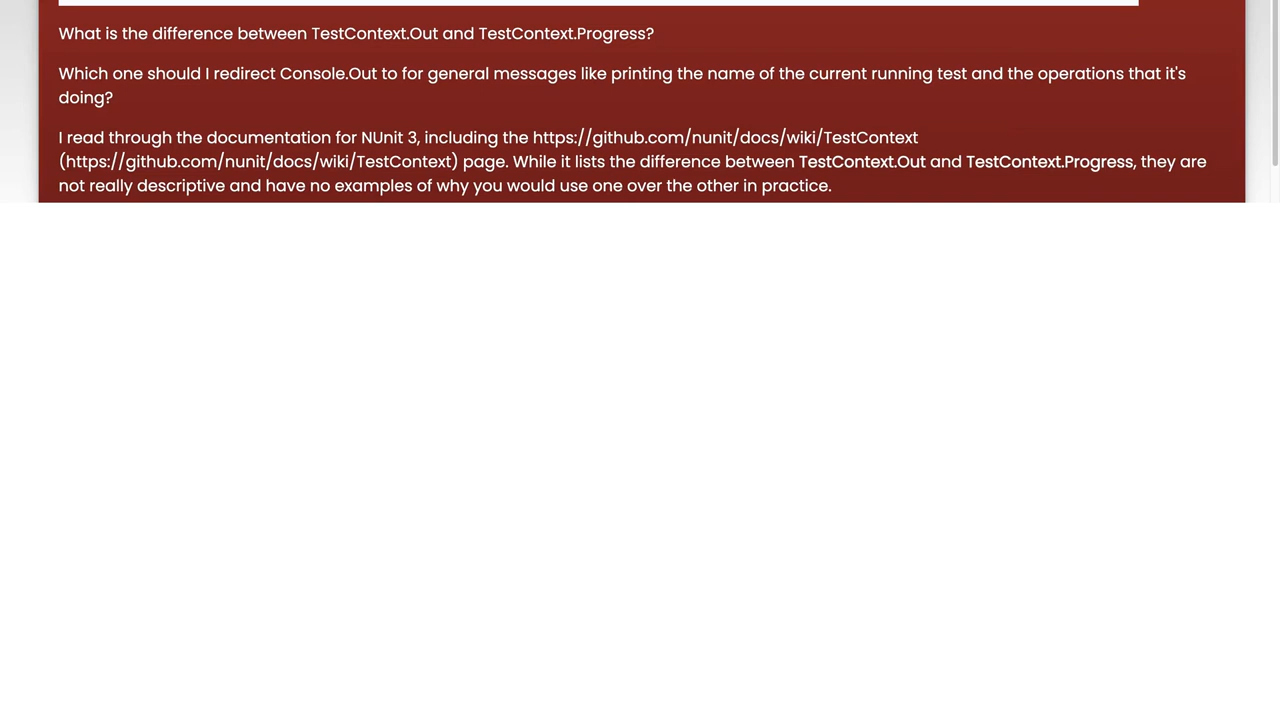 What is the difference between TestContext.Out and TestContext.Progress?
Which one should I redirect Console.Out to for general messages like printing the name of the current running test and the operations that it's
doing?
I read through the documentation for NUnit 3, including the https://github.com/nunit/docs/wiki/TestContext
(https://github.com/nunit/docs/wiki/TestContext) page. While it lists the difference between TestContext.Out and TestContext.Progress, they are
not really descriptive and have no examples of why you would use one over the other in practice.